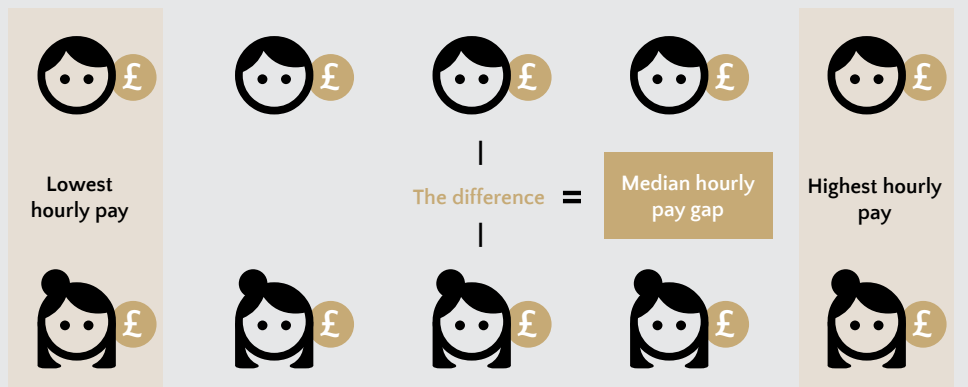 £ £ £ £ £
Lowest
hourly pay
The difference
=
Median hourly
pay gap
Highest hourly
pay
£ £ £ £ £